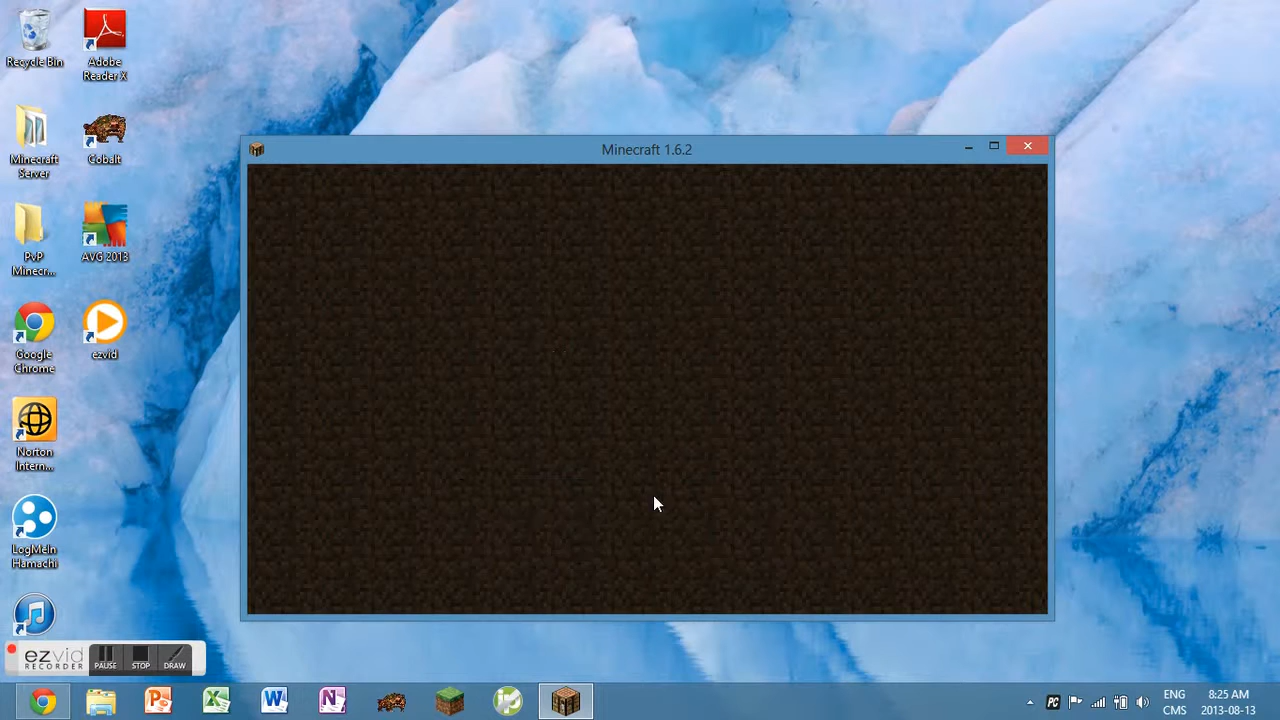 Recycle Bin
Adobe
Reader X
Minecraft
Server
Cobalt
PvP
Minecr...
AVG 2013
Google
Chrome
ezvid
Norton
Intern...
LogMeIn
Hamachi
Minecraft 1.6.2
ezvid
RECORDER
PAUSE
STOP
DRAW
P
X
W
N
PC
ENG
CMS
8:25 AM
2013-08-13